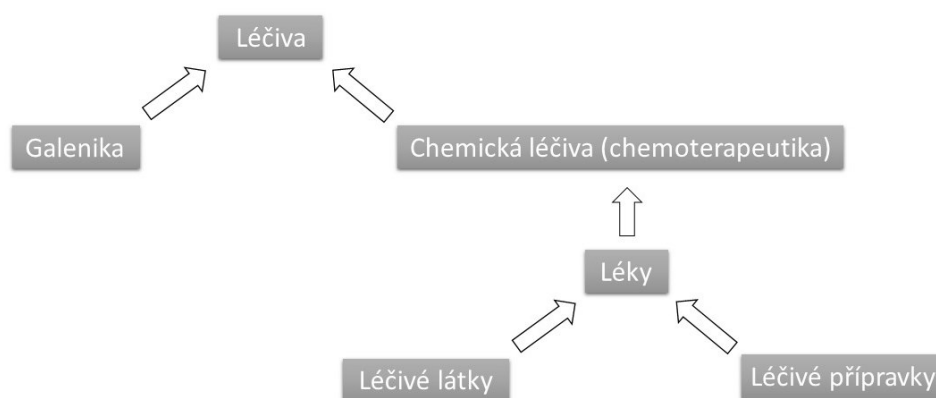 Léčiva
Galenika
Chemická léčiva (chemoterapeutika)
Léky
Léčivé látky
Léčivé přípravky